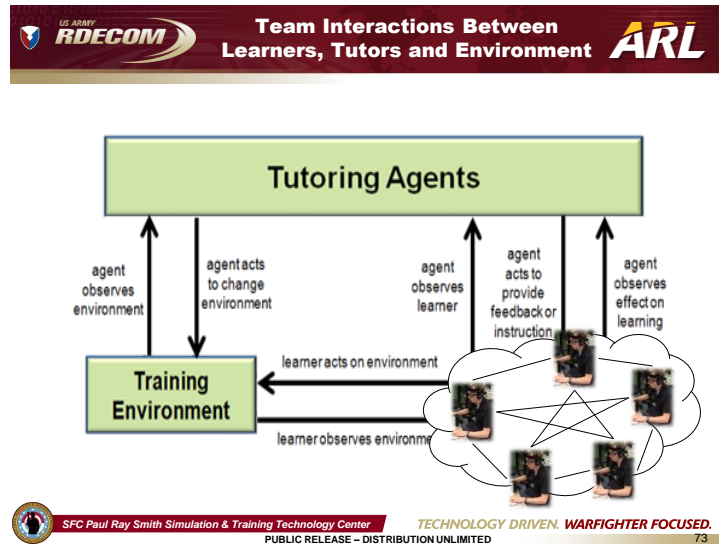 US ARMY
RDECOM
Team Interactions Between
Learners, Tutors and Environment
ARL
Tutoring Agents
agent
observes
environment
agent acts
to change
environment
agent
observes
learner
agent
acts to
provide
feedback or
instruction
agent
observes
effect on
learning
Training
Environment
learner acts on environment
learner observes environme
SFC Paul Ray Smith Simulation & Training Technology Center
TECHNOLOGY DRIVEN. WARFIGHTER FOCUSED.
PUBLIC RELEASE – DISTRIBUTION UNLIMITED
73